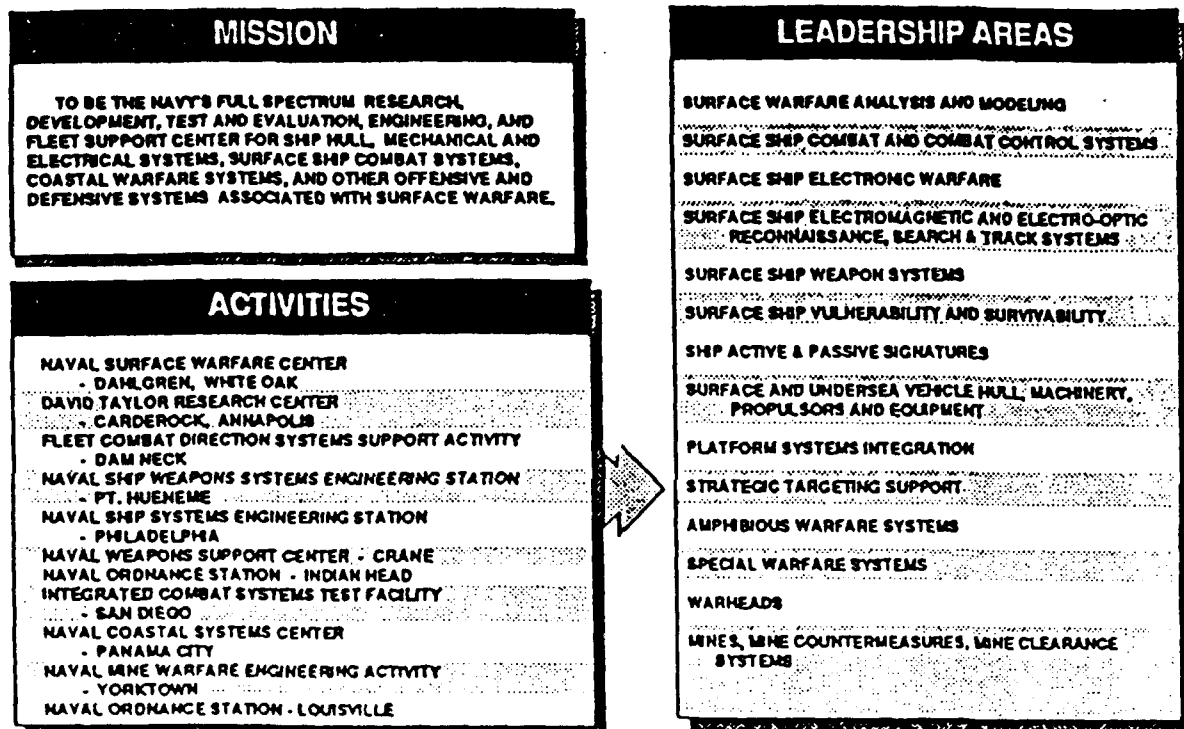 MISSION
TO BE THE NAVY'S FULL SPECTRUM RESEARCH,
DEVELOPMENT, TEST AND EVALUATION, ENGINEERING, AND
FLEET SUPPORT CENTER FOR SHIP HULL, MECHANICAL AND
ELECTRICAL SYSTEMS, SURFACE SHIP COMBAT SYSTEMS,
COASTAL WARFARE SYSTEMS, AND OTHER OFFENSIVE AND
DEFENSIVE SYSTEMS ASSOCIATED WITH SURFACE WARFARE.
ACTIVITIES
NAVAL SURFACE WARFARE CENTER
- DAHLGREN, WHITE OAK
DAVID TAYLOR RESEARCH CENTER
- CARDEROCK, ANNAPOLIS
FLEET COMBAT DIRECTION SYSTEMS SUPPORT ACTIVITY
- DAM NECK
NAVAL SHIP WEAPONS SYSTEMS ENGINEERING STATION
- PT. HUENEME
NAVAL SHIP SYSTEMS ENGINEERING STATION
- PHILADELPHIA
NAVAL WEAPONS SUPPORT CENTER - CRANE
NAVAL ORDNANCE STATION - INDIAN HEAD
INTEGRATED COMBAT SYSTEMS TEST FACILITY
- SAN DIEGO
NAVAL COASTAL SYSTEMS CENTER
- PANAMA CITY
NAVAL MINE WARFARE ENGINEERING ACTIVITY
- YORKTOWN
NAVAL ORDNANCE STATION - LOUISVILLE
LEADERSHIP AREAS
SURFACE WARFARE ANALYSIS AND MODELING
SURFACE SHIP COMBAT AND COMBAT CONTROL SYSTEMS
SURFACE SHIP ELECTRONIC WARFARE
SURFACE SHIP ELECTROMAGNETIC AND ELECTRO-OPTIC
RECONNAISSANCE, SEARCH & TRACK SYSTEMS
SURFACE SHIP WEAPON SYSTEMS
SURFACE SHIP VULNERABILITY AND SURVIVABILITY
SHIP ACTIVE & PASSIVE SIGNATURES
SURFACE AND UNDERSEA VEHICLE HULL, MACHINERY,
PROPULSORS AND EQUIPMENT
PLATFORM SYSTEMS INTEGRATION
STRATEGIC TARGETING SUPPORT
AMPHIBIOUS WARFARE SYSTEMS
SPECIAL WARFARE SYSTEMS
WARHEADS
MINES, MINE COUNTERMEASURES, MINE CLEARANCE
SYSTEMS